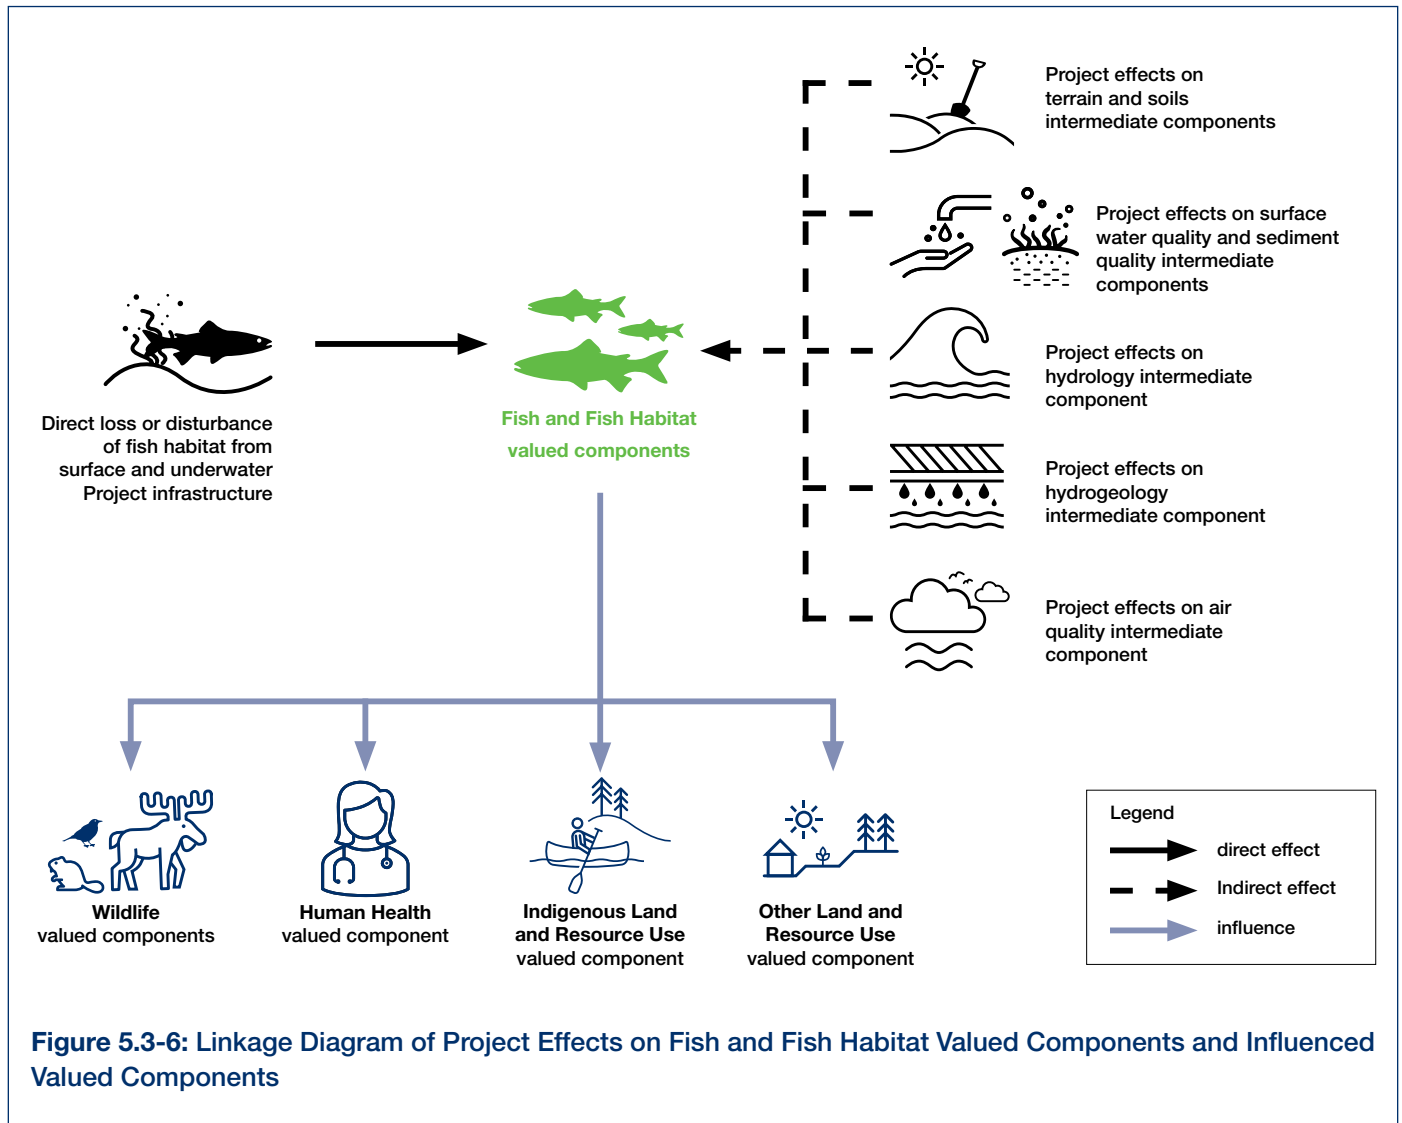 Project effects on
terrain and soils
intermediate components
Project effects on surface
water quality and sediment
quality intermediate
components
Project effects on
hydrology intermediate
component
Project effects on
hydrogeology
intermediate component
Project effects on air
quality intermediate
component
Direct loss or disturbance
of fish habitat from
surface and underwater
Project infrastructure
Fish and Fish Habitat
valued components
Wildlife
valued components
Human Health
valued component
Indigenous Land
and Resource Use
valued component
Other Land and
Resource Use
valued component
Legend
direct effect
Indirect effect
influence
Figure 5.3-6: Linkage Diagram of Project Effects on Fish and Fish Habitat Valued Components and Influenced
Valued Components